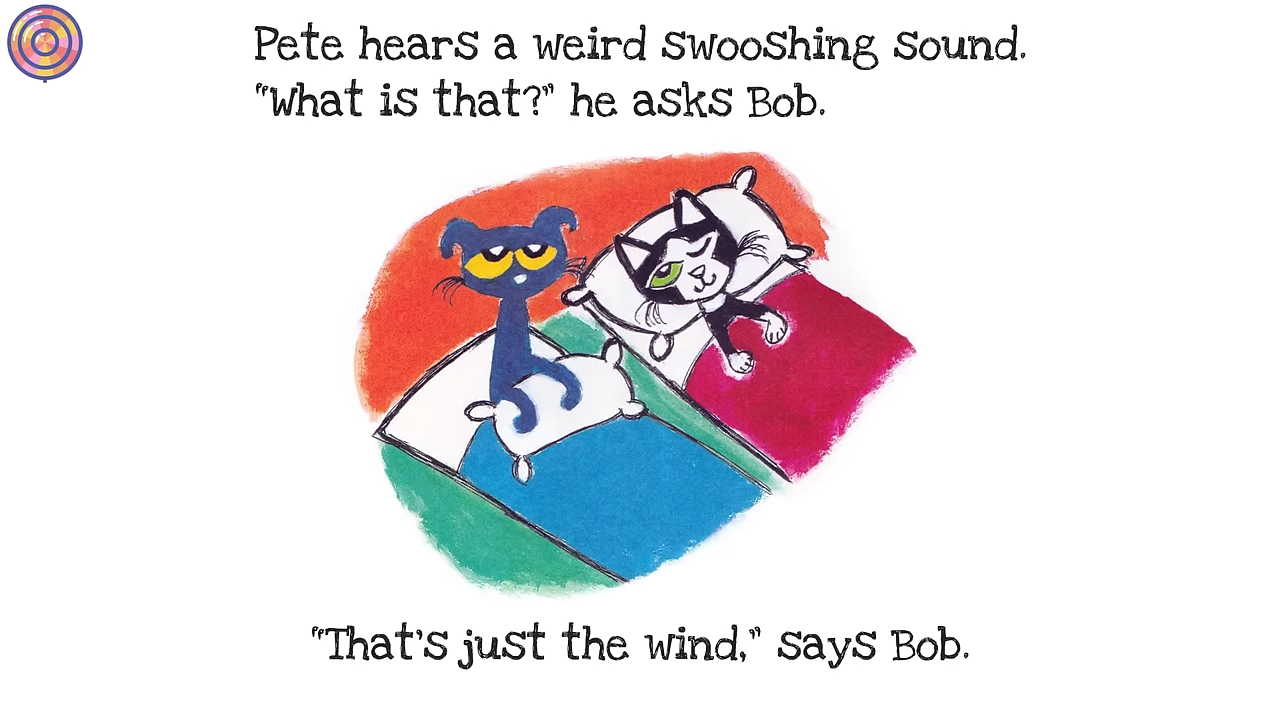 Pete hears a weird swooshing sound.
"What is that?" he asks Bob.
"That's just the wind," says Bob.